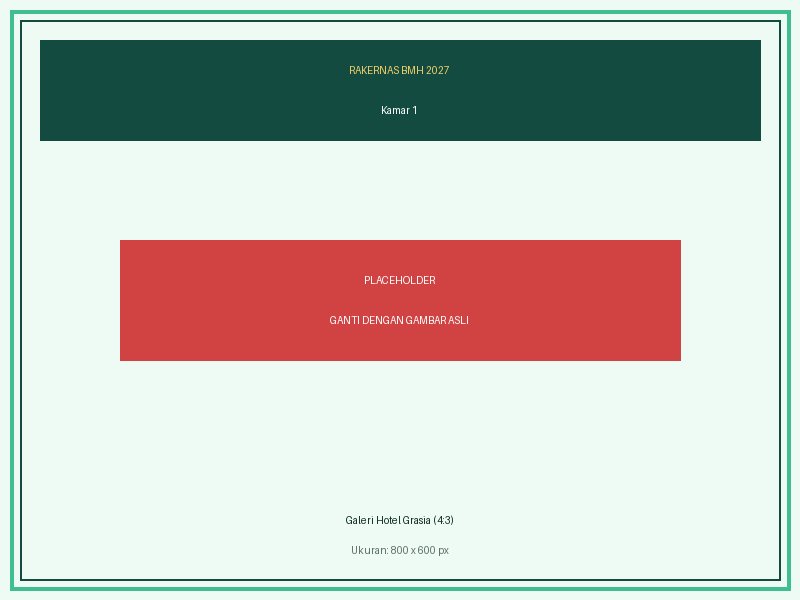 RAKERNAS BMH 2027
Kamar 1
PLACEHOLDER
GANTI DENGAN GAMBAR ASLI
Galeri Hotel Grasia (4:3)
Ukuran: 800 x 600 px